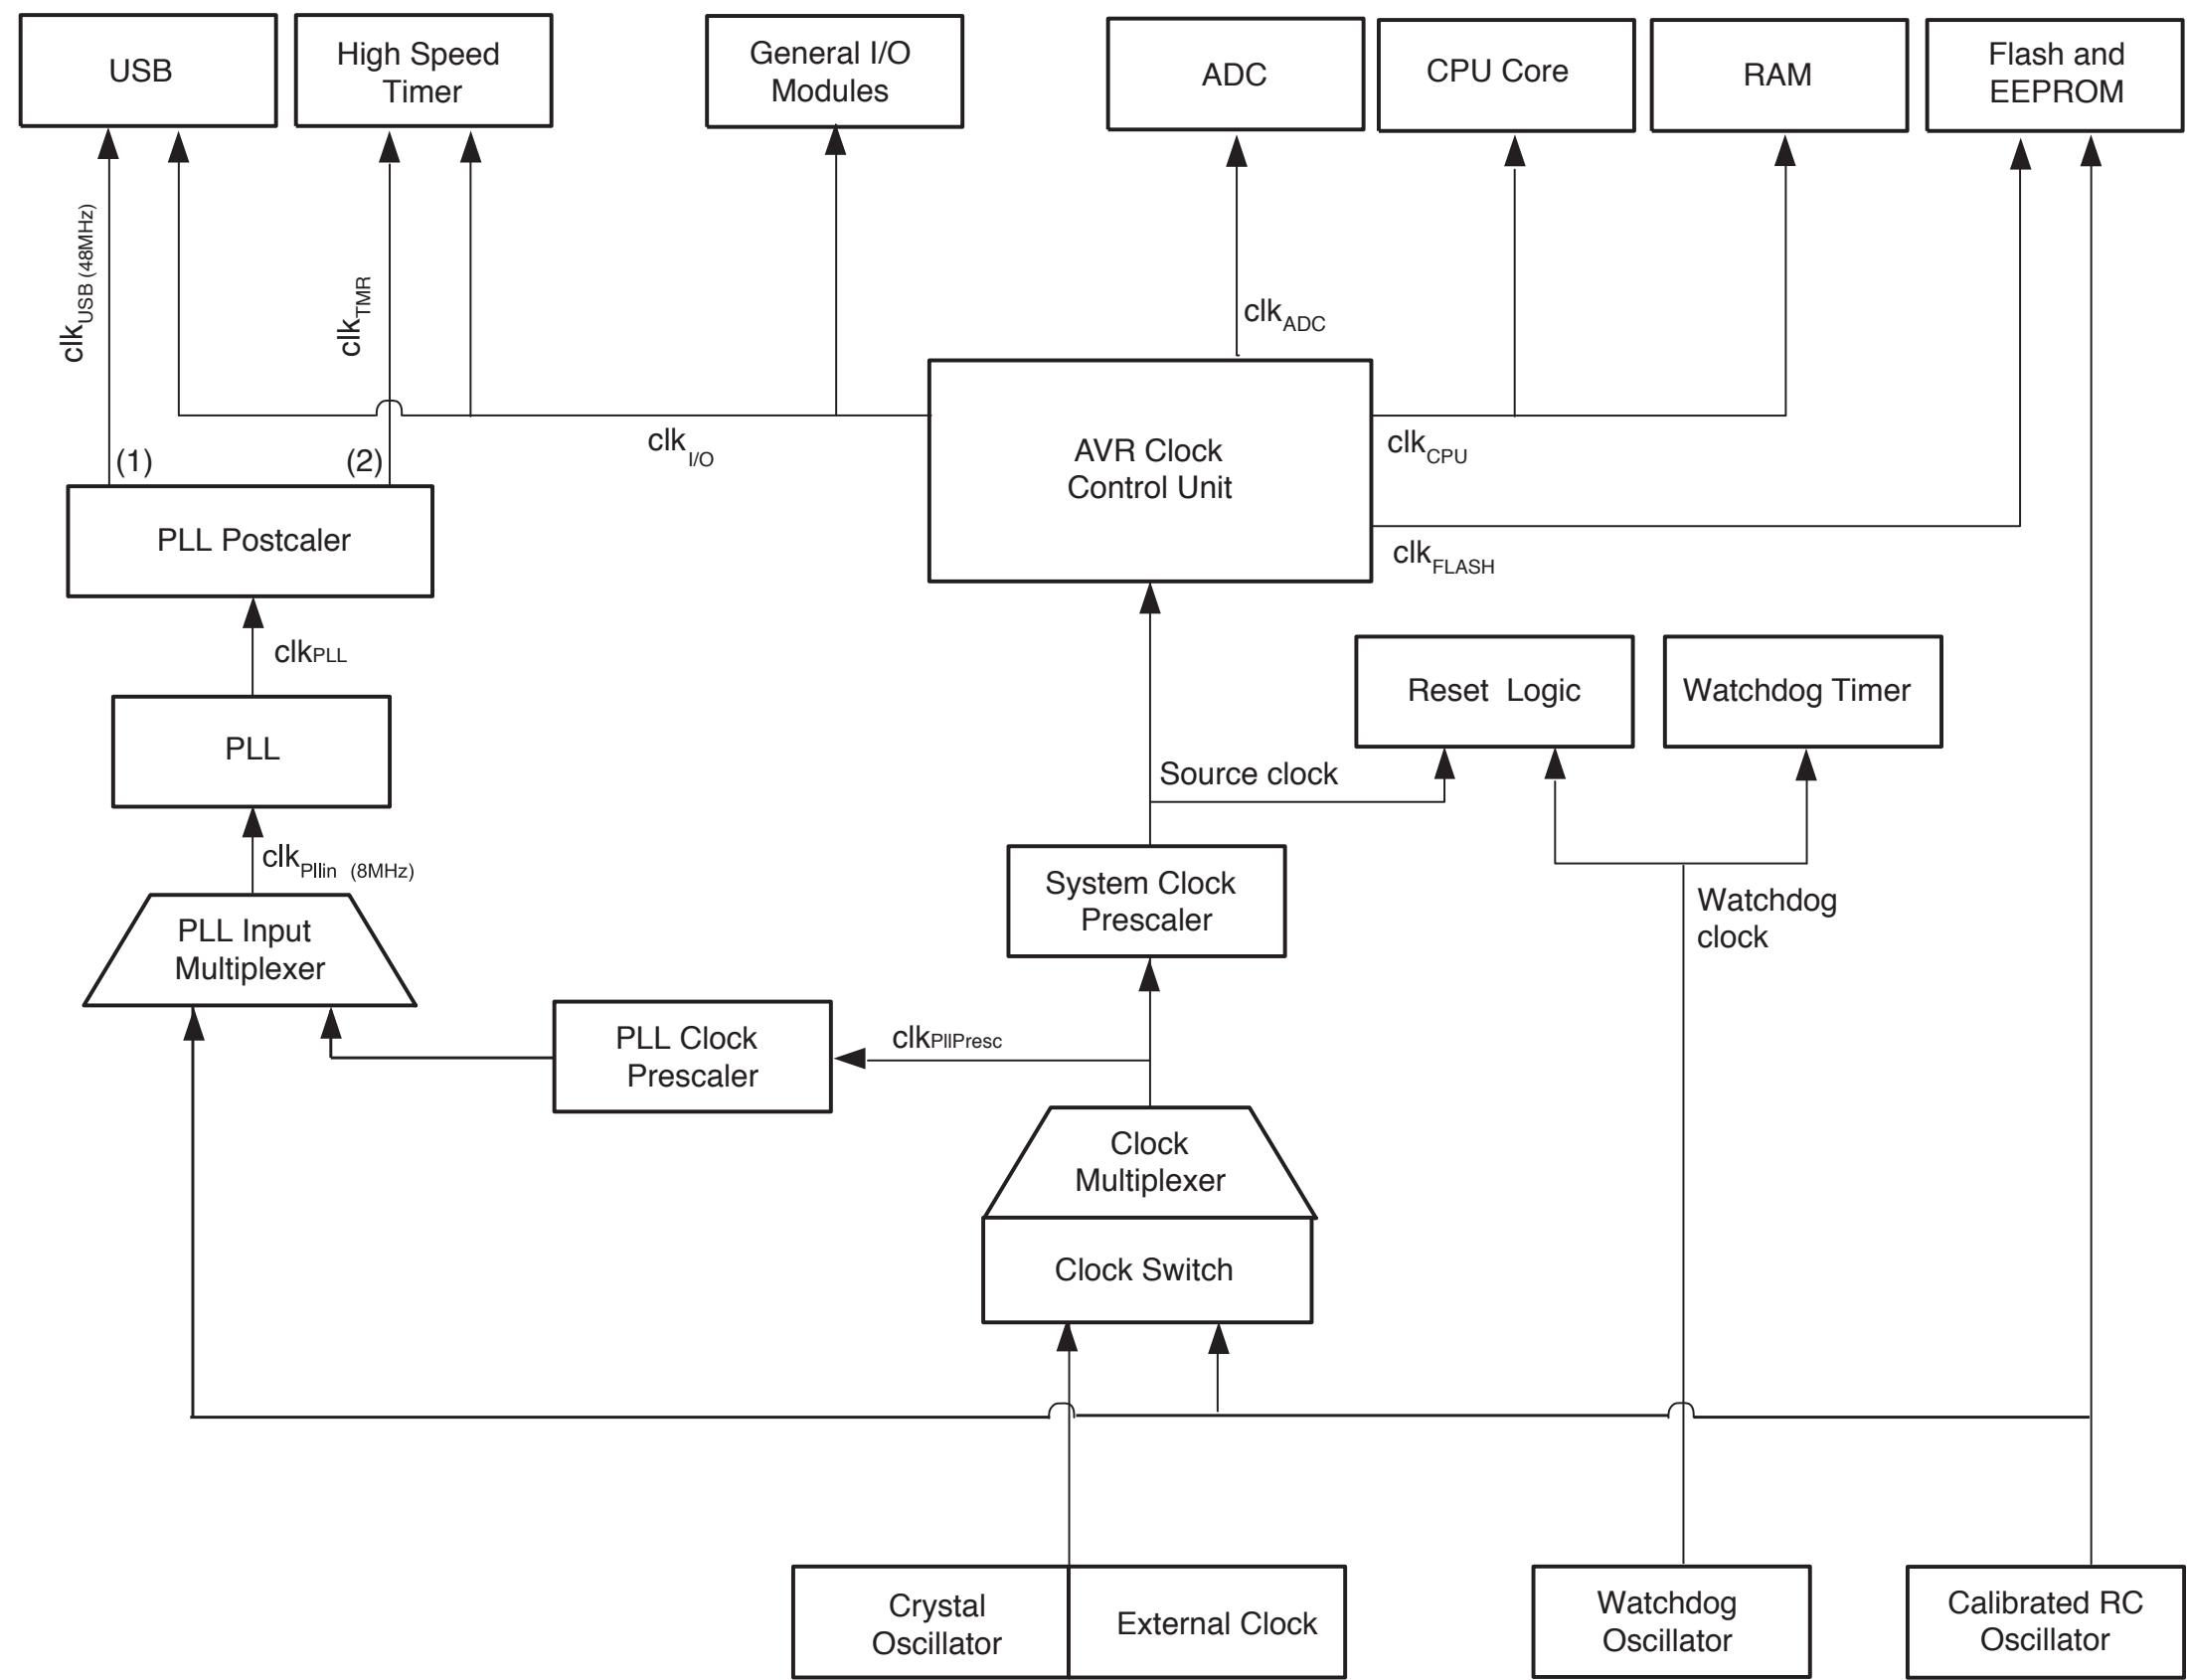 USB
High Speed
Timer
General I/O
Modules
ADC
CPU Core
RAM
Flash and
EEPROM
clkUSB (48MHz)
clkTMR
clkADC
(1)
(2)
clkI/O
AVR Clock
Control Unit
clkCPU
clkFLASH
PLL Postcaler
clkPLL
PLL
Reset Logic
Watchdog Timer
Source clock
clkPllin (8MHz)
PLL Input
Multiplexer
System Clock
Prescaler
Watchdog
clock
PLL Clock
Prescaler
clkPllPresc
Clock
Multiplexer
Clock Switch
Crystal
Oscillator
External Clock
Watchdog
Oscillator
Calibrated RC
Oscillator